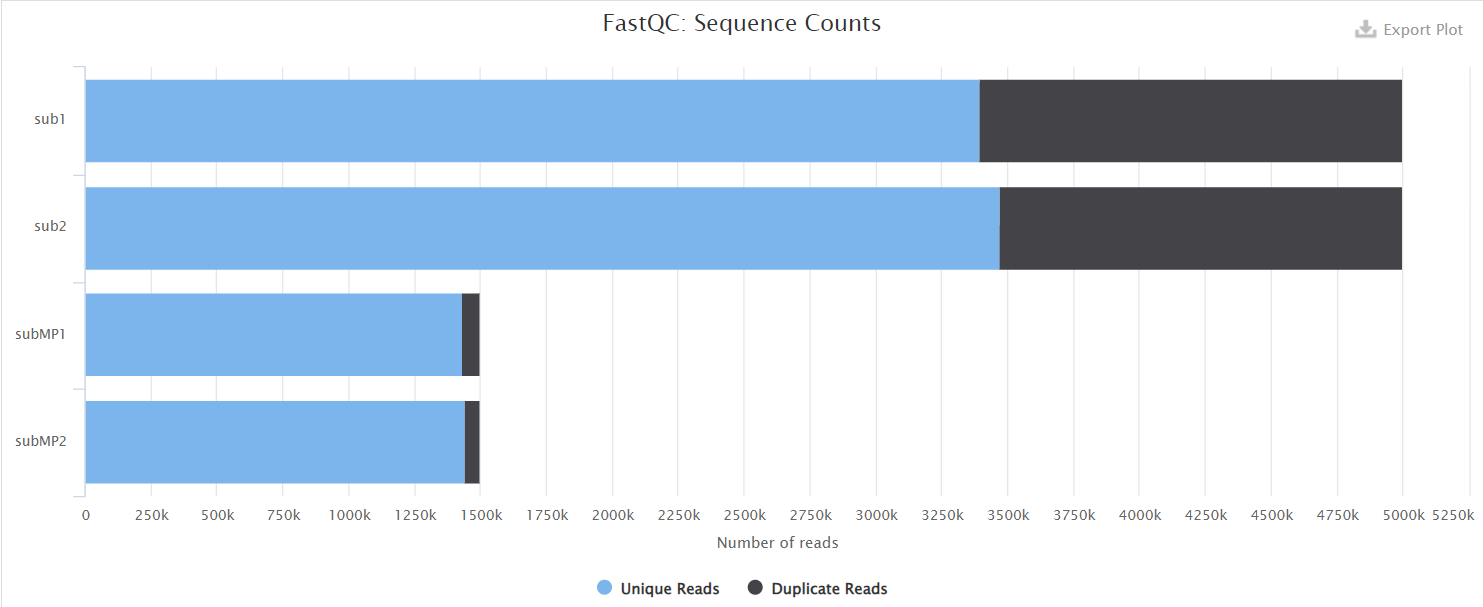 FastQC: Sequence Counts
Export Plot
sub1
sub2
subMP1
subMP2
0 250k 500k 750k 1000k 1250k 1500k 1750k 2000k 2250k 2500k 2750k 3000k 3250k 3500k 3750k 4000k 4250k 4500k 4750k 5000k 5250k
Number of reads
Unique Reads Duplicate Reads